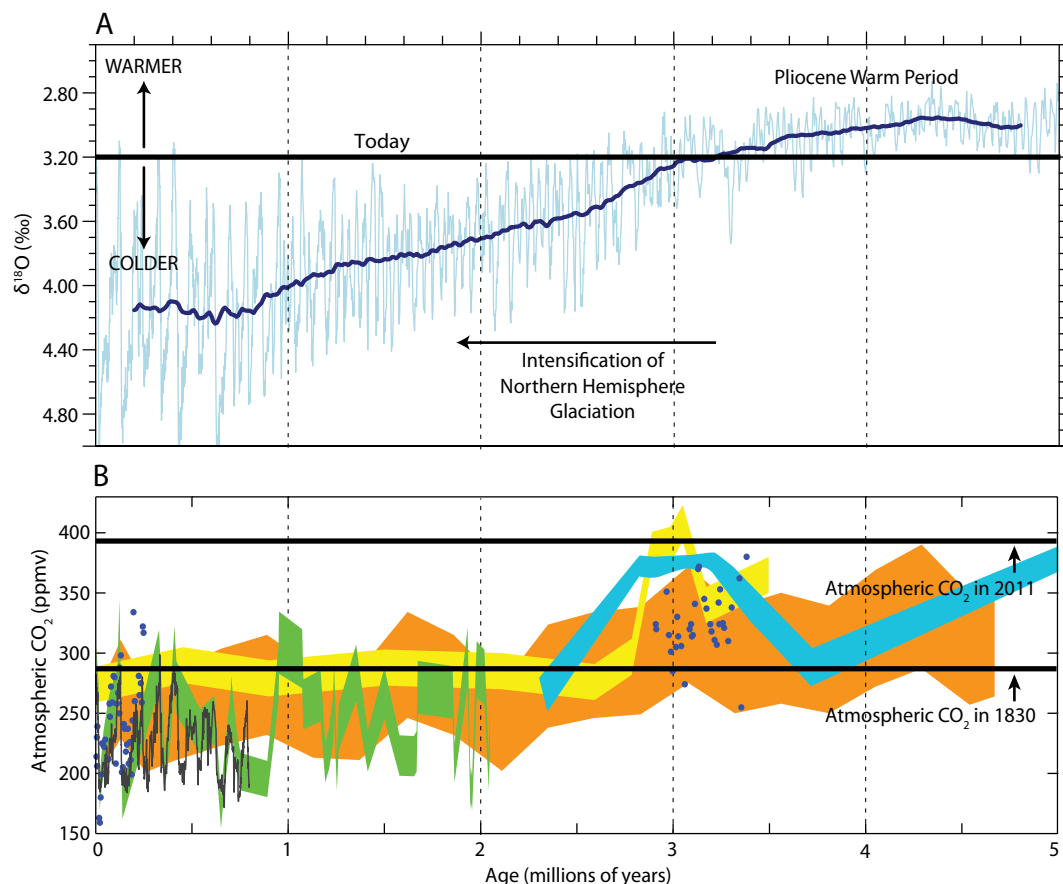 A
WARMER
Pliocene Warm Period
2.80
Today
3.20
3.60
COLDER
4.00
4.40
4.80
δ¹⁸O (‰)
Intensification of
Northern Hemisphere
Glaciation
B
400
350
300
250
200
150
Atmospheric CO₂ (ppmv)
Atmospheric CO₂ in 2011
Atmospheric CO₂ in 1830
0 1 2 3 4 5
Age (millions of years)